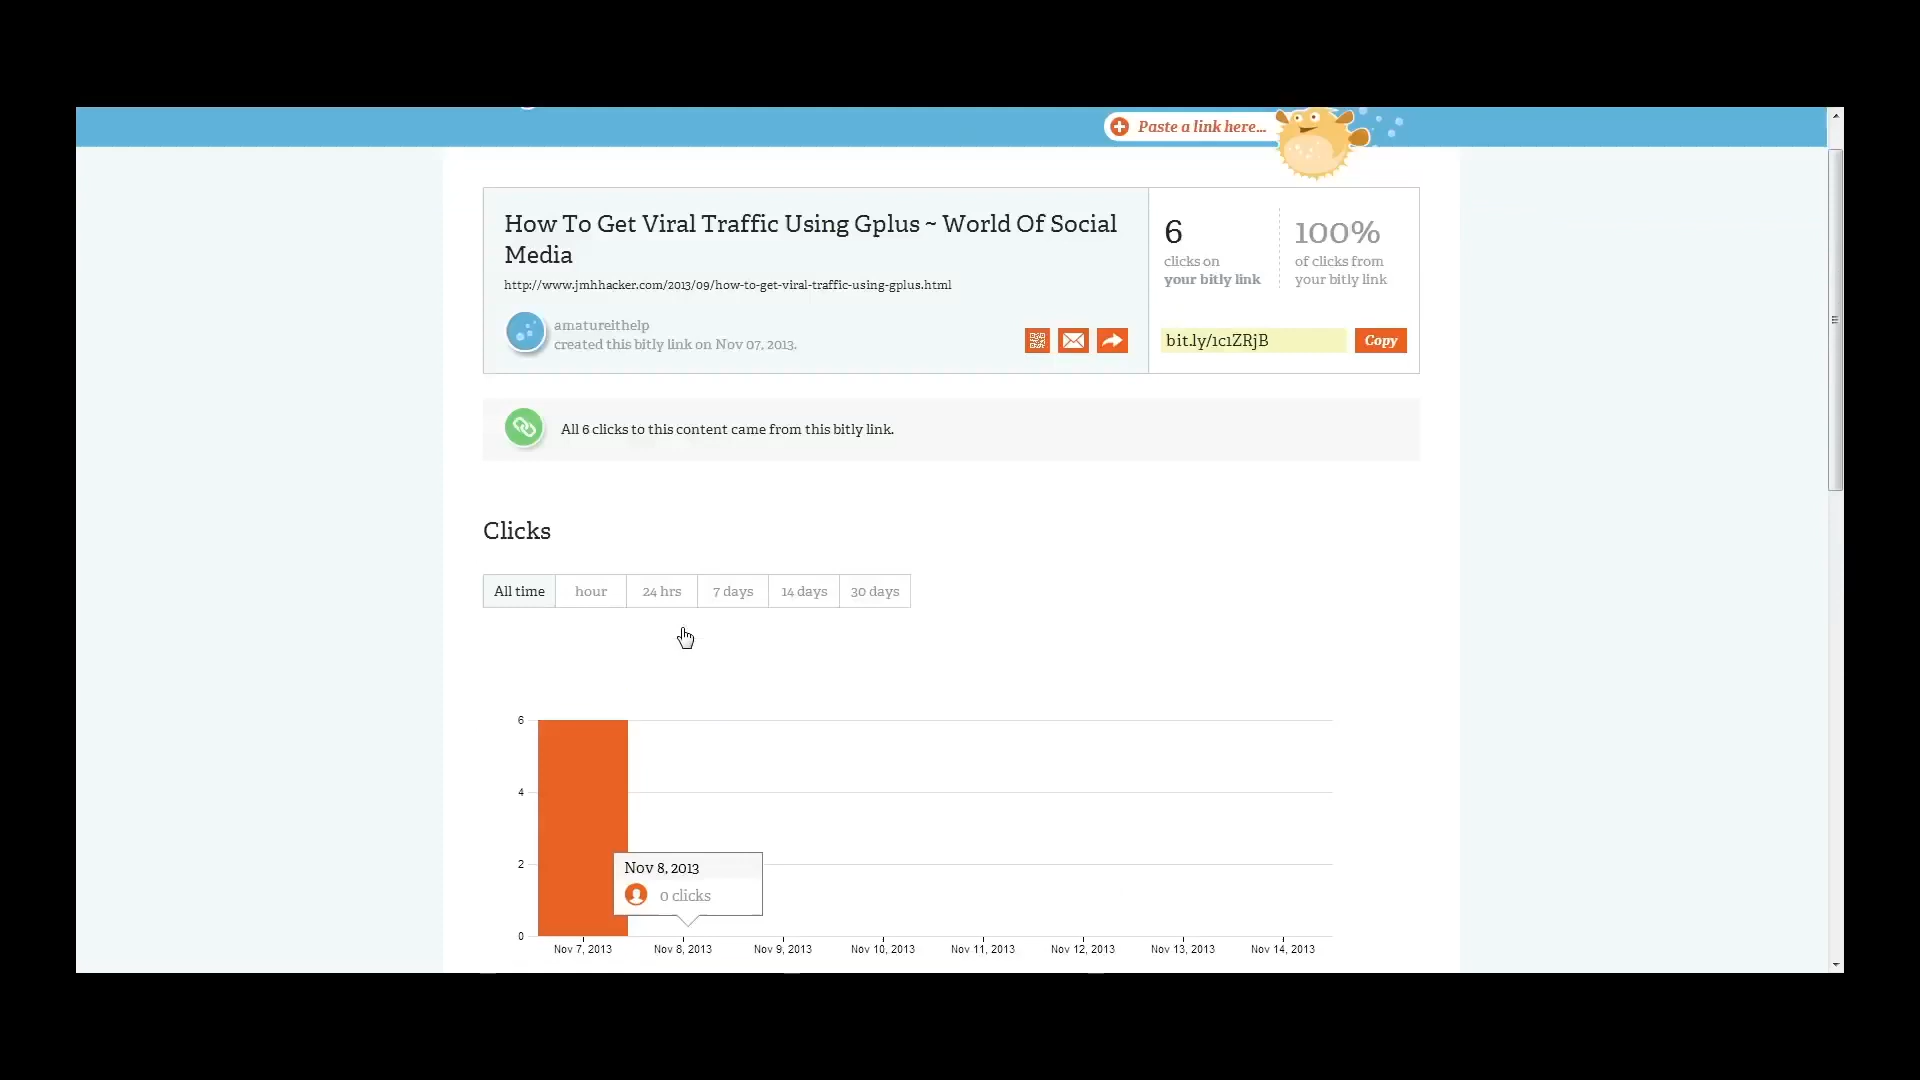 Paste a link here...
How To Get Viral Traffic Using Gplus ~ World Of Social
Media
http://www.jmhhacker.com/2013/09/how-to-get-viral-traffic-using-gplus.html
amatureithelp
created this bitly link on Nov 07, 2013.
6
clicks on
your bitly link
100%
of clicks from
your bitly link
bit.ly/1c1ZRjB
Copy
All 6 clicks to this content came from this bitly link.
Clicks
All time hour 24 hrs 7 days 14 days 30 days
6
4
2
0
Nov 8, 2013
0 clicks
Nov 7, 2013 Nov 8, 2013 Nov 9, 2013 Nov 10, 2013 Nov 11, 2013 Nov 12, 2013 Nov 13, 2013 Nov 14, 2013